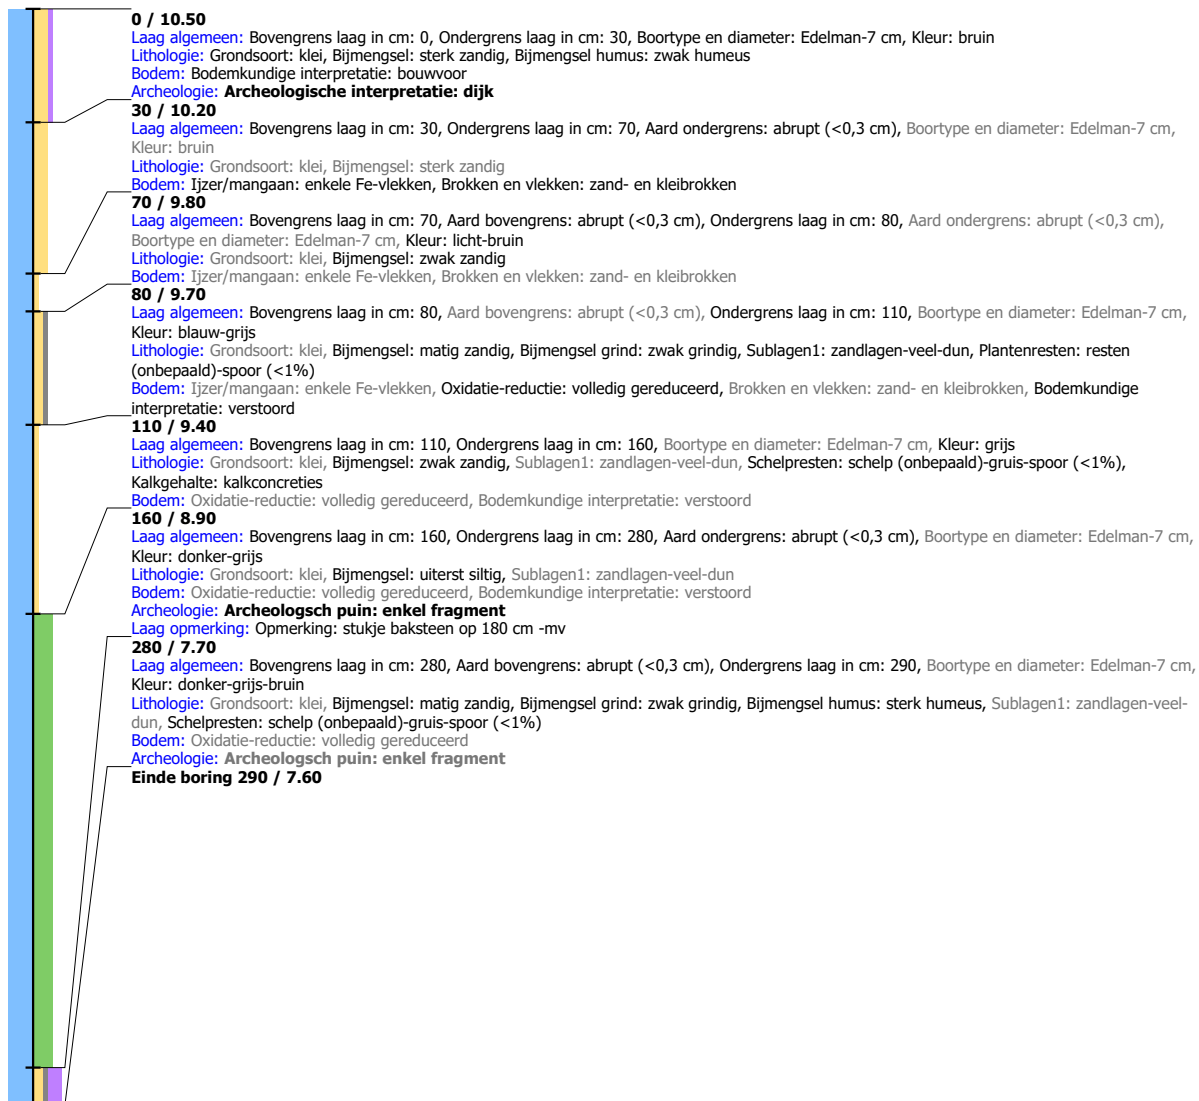 0 / 10.50
Laag algemeen: Bovengrens laag in cm: 0, Ondergrens laag in cm: 30, Boortype en diameter: Edelman-7 cm, Kleur: bruin
Lithologie: Grondsoort: klei, Bijmengsel: sterk zandig, Bijmengsel humus: zwak humeus
Bodem: Bodemkundige interpretatie: bouwvoor
Archeologie: Archeologische interpretatie: dijk
30 / 10.20
Laag algemeen: Bovengrens laag in cm: 30, Ondergrens laag in cm: 70, Aard ondergrens: abrupt (<0,3 cm), Boortype en diameter: Edelman-7 cm,
Kleur: bruin
Lithologie: Grondsoort: klei, Bijmengsel: sterk zandig
Bodem: Ijzer/mangaan: enkele Fe-vlekken, Brokken en vlekken: zand- en kleibrokken
70 / 9.80
Laag algemeen: Bovengrens laag in cm: 70, Aard bovengrens: abrupt (<0,3 cm), Ondergrens laag in cm: 80, Aard ondergrens: abrupt (<0,3 cm),
Boortype en diameter: Edelman-7 cm, Kleur: licht-bruin
Lithologie: Grondsoort: klei, Bijmengsel: zwak zandig
Bodem: Ijzer/mangaan: enkele Fe-vlekken, Brokken en vlekken: zand- en kleibrokken
80 / 9.70
Laag algemeen: Bovengrens laag in cm: 80, Aard bovengrens: abrupt (<0,3 cm), Ondergrens laag in cm: 110, Boortype en diameter: Edelman-7 cm,
Kleur: blauw-grijs
Lithologie: Grondsoort: klei, Bijmengsel: matig zandig, Bijmengsel grind: zwak grindig, Sublagen1: zandlagen-veel-dun, Plantenresten: resten
(onbepaald)-spoor (<1%)
Bodem: Ijzer/mangaan: enkele Fe-vlekken, Oxidatie-reductie: volledig gereduceerd, Brokken en vlekken: zand- en kleibrokken, Bodemkundige
interpretatie: verstoord
110 / 9.40
Laag algemeen: Bovengrens laag in cm: 110, Ondergrens laag in cm: 160, Boortype en diameter: Edelman-7 cm, Kleur: grijs
Lithologie: Grondsoort: klei, Bijmengsel: zwak zandig, Sublagen1: zandlagen-veel-dun, Schelpresten: schelp (onbepaald)-gruis-spoor (<1%),
Kalkgehalte: kalkconcreties
Bodem: Oxidatie-reductie: volledig gereduceerd, Bodemkundige interpretatie: verstoord
160 / 8.90
Laag algemeen: Bovengrens laag in cm: 160, Ondergrens laag in cm: 280, Aard ondergrens: abrupt (<0,3 cm), Boortype en diameter: Edelman-7 cm,
Kleur: donker-grijs
Lithologie: Grondsoort: klei, Bijmengsel: uiterst siltig, Sublagen1: zandlagen-veel-dun
Bodem: Oxidatie-reductie: volledig gereduceerd, Bodemkundige interpretatie: verstoord
Archeologie: Archeologsch puin: enkel fragment
Laag opmerking: Opmerking: stukje baksteen op 180 cm -mv
280 / 7.70
Laag algemeen: Bovengrens laag in cm: 280, Aard bovengrens: abrupt (<0,3 cm), Ondergrens laag in cm: 290, Boortype en diameter: Edelman-7 cm,
Kleur: donker-grijs-bruin
Lithologie: Grondsoort: klei, Bijmengsel: matig zandig, Bijmengsel grind: zwak grindig, Bijmengsel humus: sterk humeus, Sublagen1: zandlagen-veel-
dun, Schelpresten: schelp (onbepaald)-gruis-spoor (<1%)
Bodem: Oxidatie-reductie: volledig gereduceerd
Archeologie: Archeologsch puin: enkel fragment
Einde boring 290 / 7.60